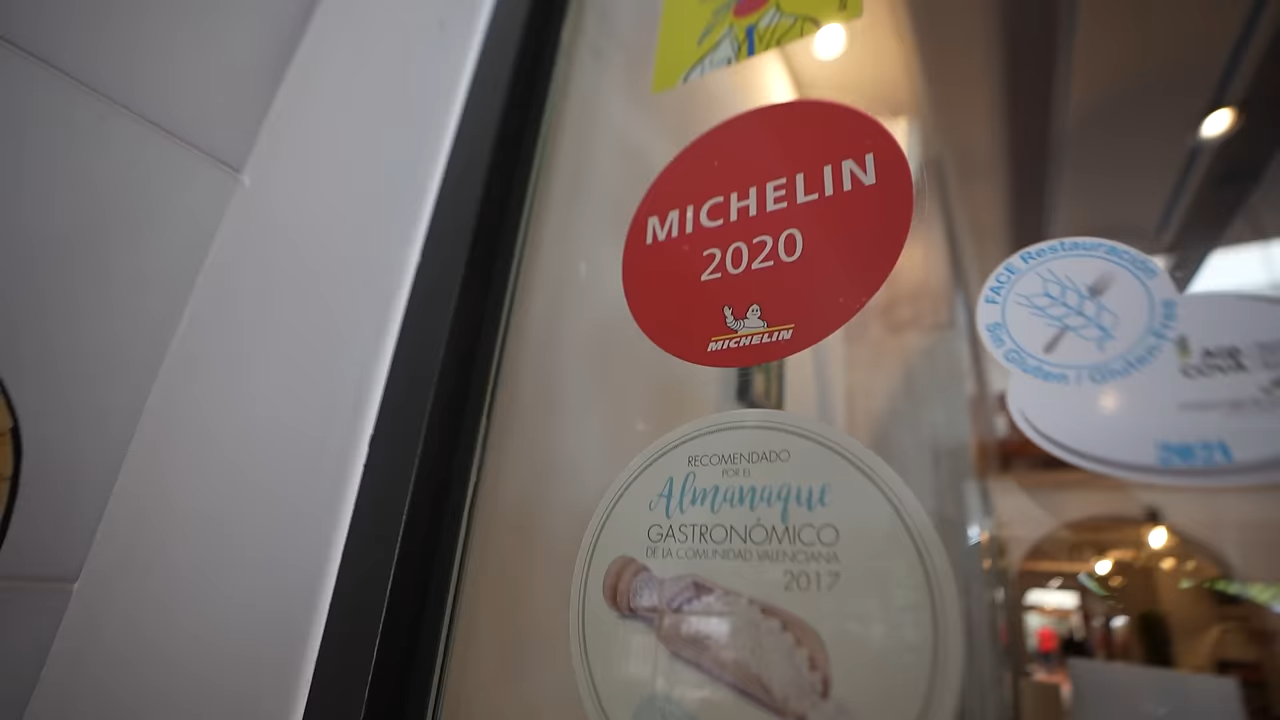 MICHELIN
2020
MICHELIN
RECOMENDADO
POR EL
Almanaque
GASTRONÓMICO
DE LA COMUNIDAD VALENCIANA
2017
FACE Restauración
Sin Gluten / Gluten Free
2021